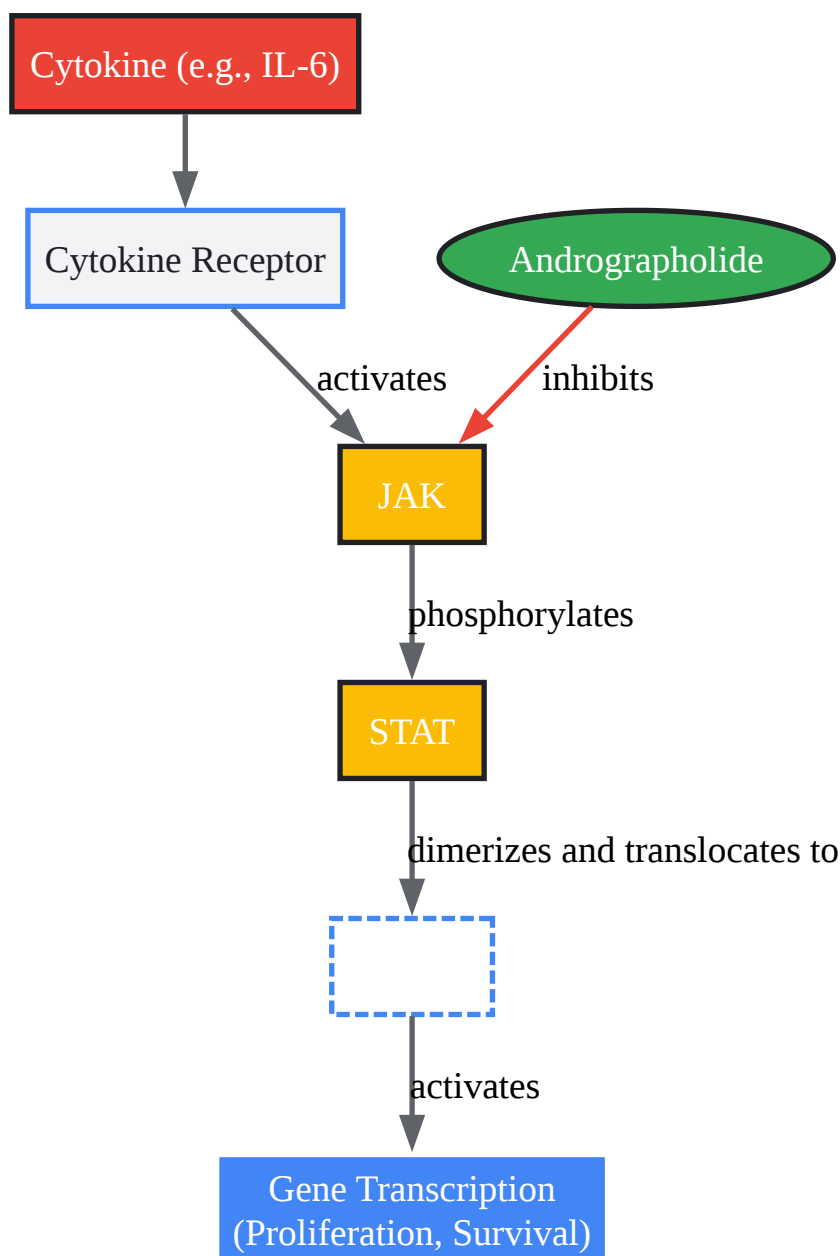 Cytokine (e.g., IL-6)
Cytokine Receptor
Andrographolide
activates
inhibits
JAK
phosphorylates
STAT
dimerizes and translocates to
activates
Gene Transcription
(Proliferation, Survival)